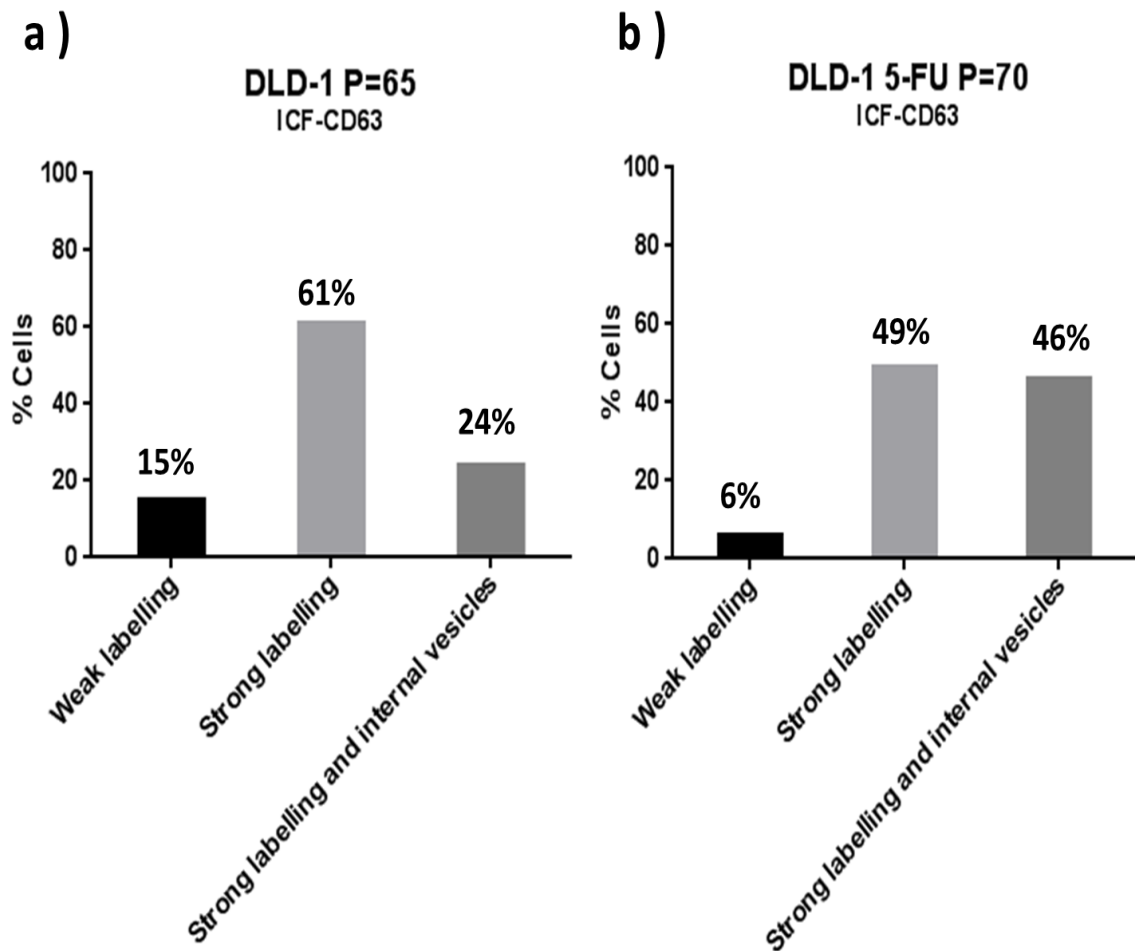 a )
DLD-1 P=65
ICF-CD63
% Cells
100
80
60
40
20
0
15%
61%
24%
Weak labelling
Strong labelling
Strong labelling and internal vesicles
b )
DLD-1 5-FU P=70
ICF-CD63
% Cells
100
80
60
40
20
0
6%
49%
46%
Weak labelling
Strong labelling
Strong labelling and internal vesicles